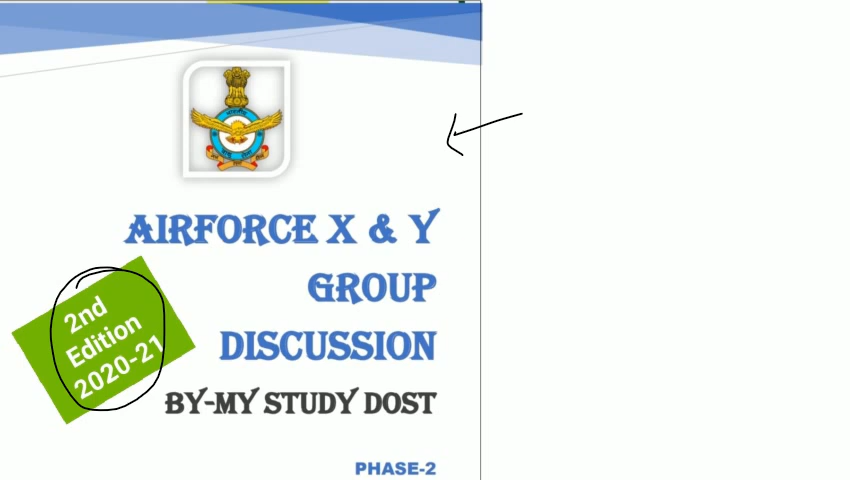 AIRFORCE X & Y
GROUP
DISCUSSION
2nd
Edition
2020-21
BY-MY STUDY DOST
PHASE-2